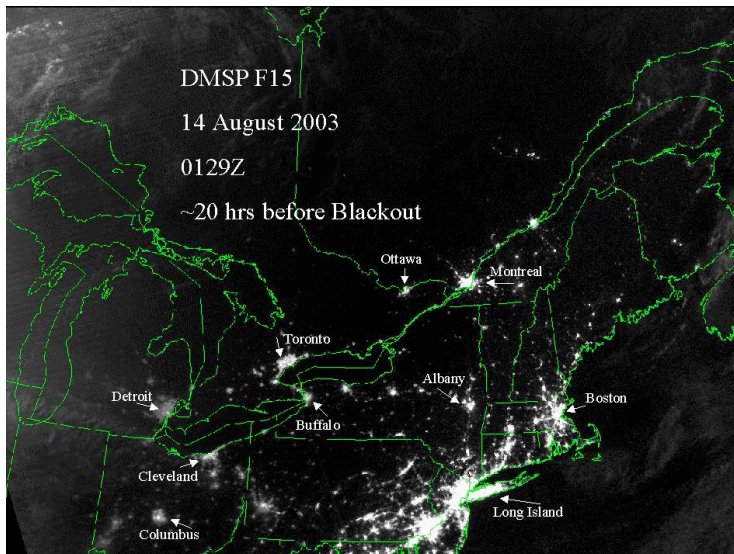 DMSP F15
14 August 2003
0129Z
~20 hrs before Blackout
Ottawa
Montreal
Toronto
Detroit
Albany
Boston
Buffalo
Cleveland
Long Island
Columbus